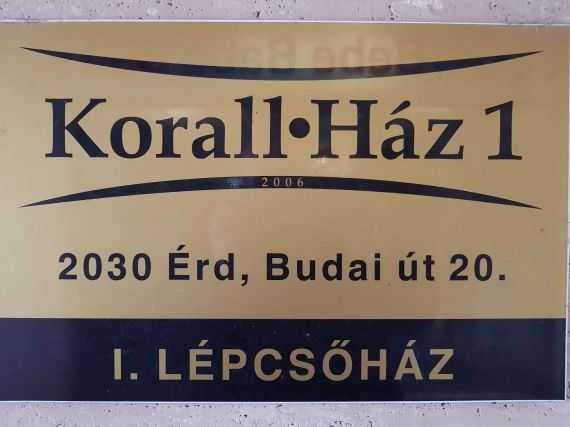 Korall•Ház 1
2006
2030 Érd, Budai út 20.
I. LÉPCSŐHÁZ